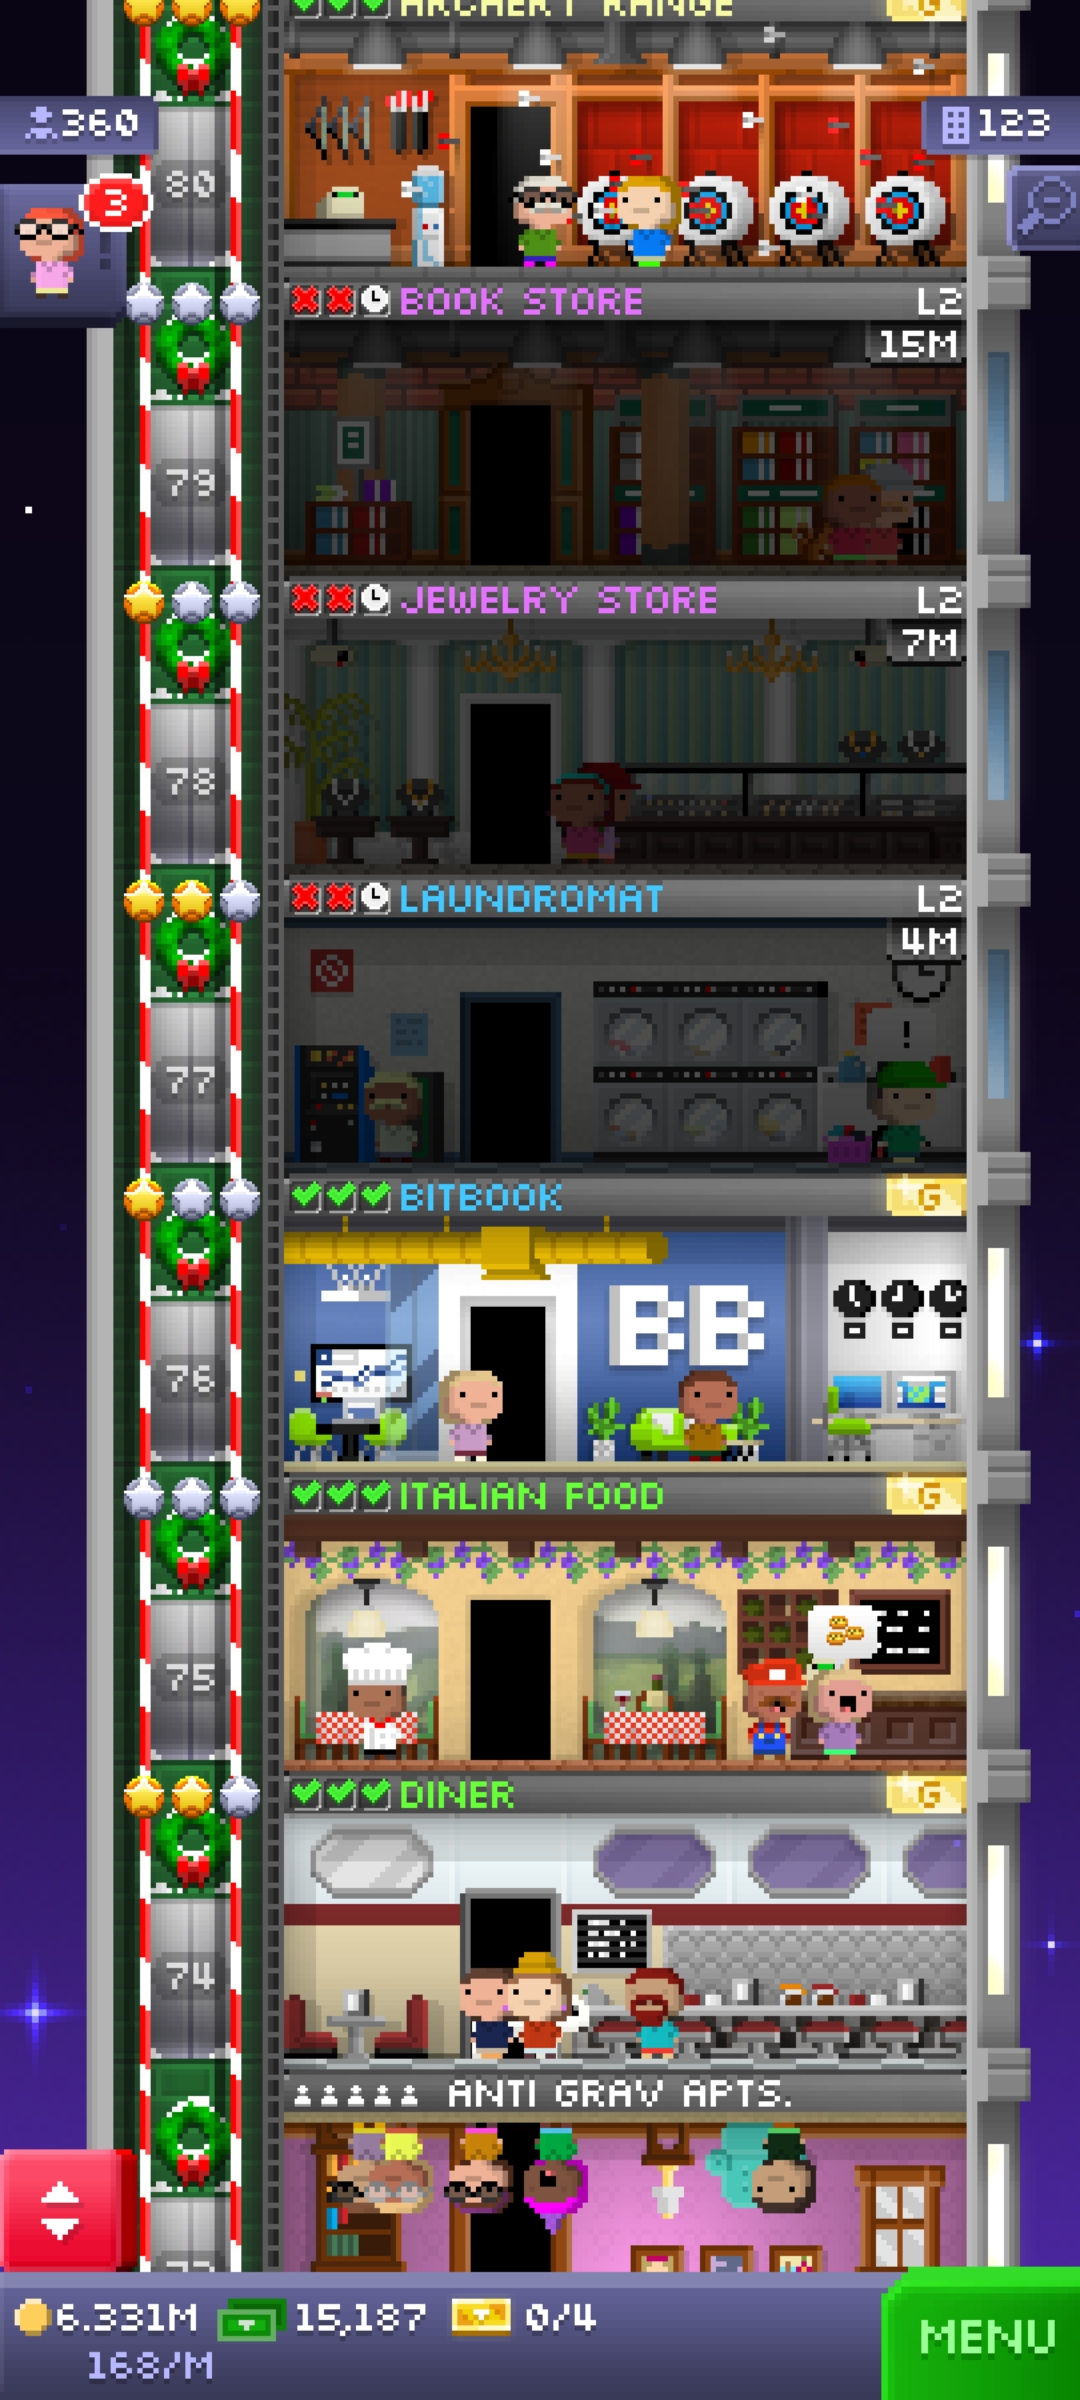 ARCHERY RANGE
G
360
123
3
80
BOOK STORE
L2
15M
79
JEWELRY STORE
L2
7M
78
LAUNDROMAT
L2
4M
!
77
BITBOOK
G
BB
76
ITALIAN FOOD
G
75
DINER
G
74
ANTI GRAV APTS.
6.331M
15,187
0/4
168/M
MENU